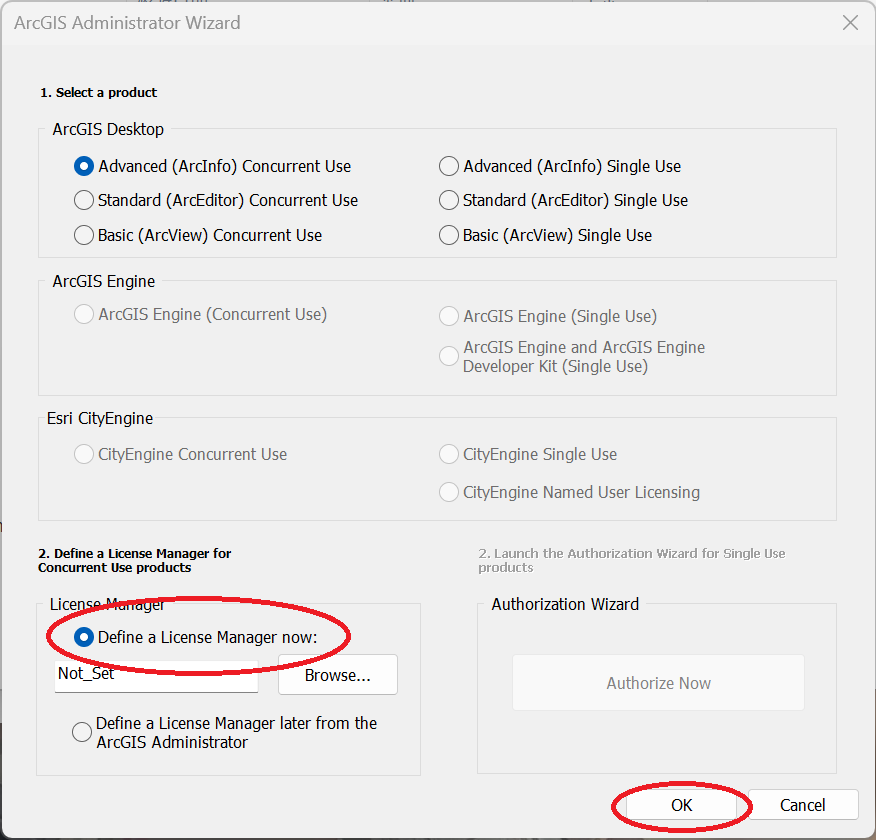 ArcGIS Administrator Wizard
1. Select a product
ArcGIS Desktop
Advanced (ArcInfo) Concurrent Use
Advanced (ArcInfo) Single Use
Standard (ArcEditor) Concurrent Use
Standard (ArcEditor) Single Use
Basic (ArcView) Concurrent Use
Basic (ArcView) Single Use
ArcGIS Engine
ArcGIS Engine (Concurrent Use)
ArcGIS Engine (Single Use)
ArcGIS Engine and ArcGIS Engine
Developer Kit (Single Use)
Esri CityEngine
CityEngine Concurrent Use
CityEngine Single Use
CityEngine Named User Licensing
2. Define a License Manager for
Concurrent Use products
License Manager
Define a License Manager now:
Not_Set
Browse...
Define a License Manager later from the
ArcGIS Administrator
2. Launch the Authorization Wizard for Single Use
products
Authorization Wizard
Authorize Now
OK
Cancel